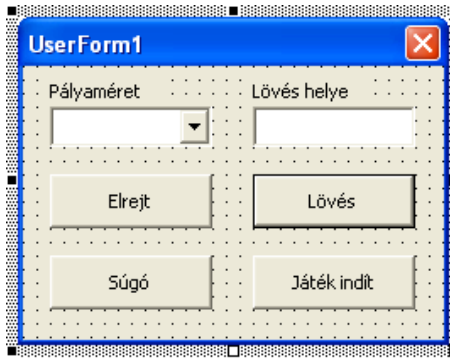 UserForm1
Pályaméret
Lövés helye
Elrejt
Lövés
Súgó
Játék indít